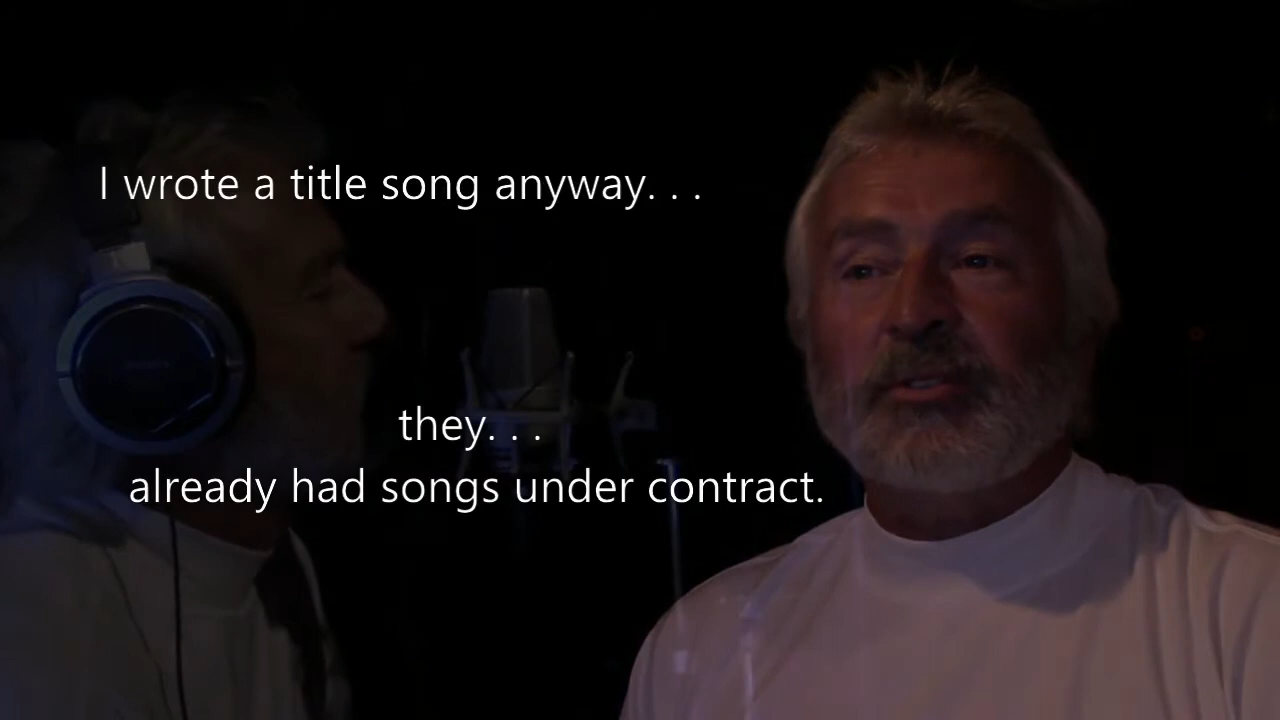 I wrote a title song anyway. . .
they. . .
already had songs under contract.